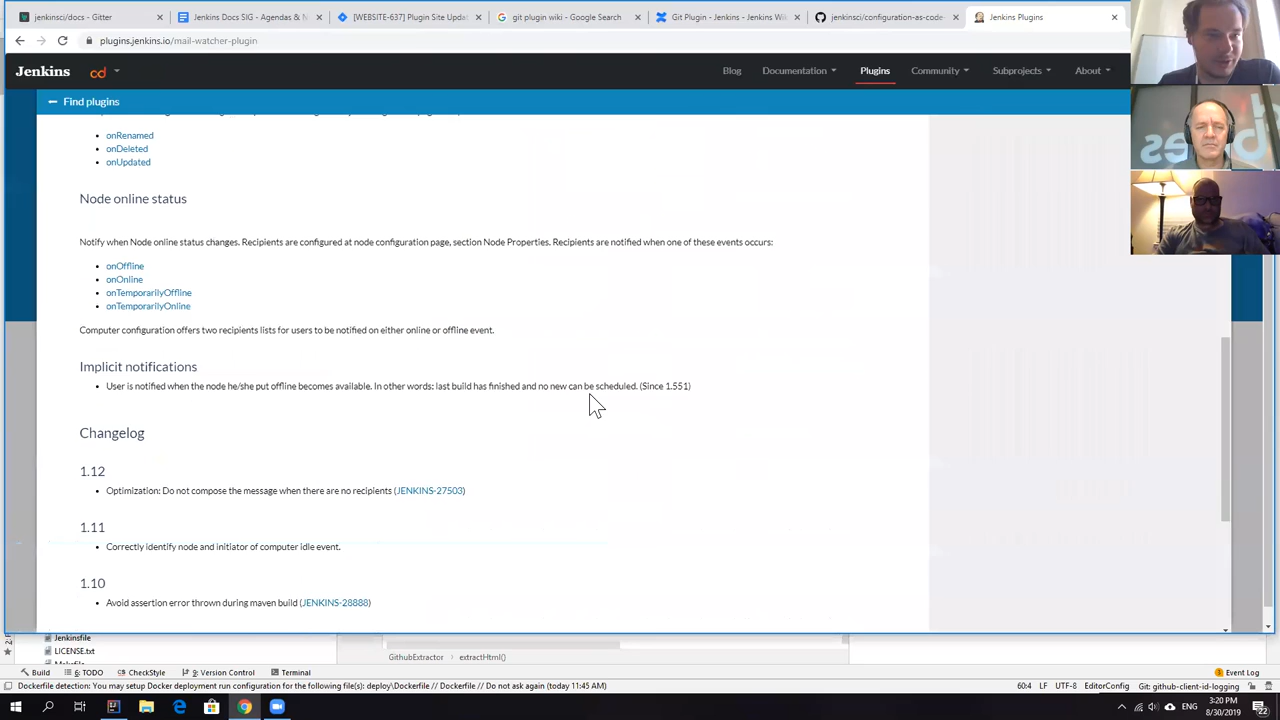 jenkinsci/docs - Gitter
Jenkins Docs SIG - Agendas & N
[WEBSITE-637] Plugin Site Updat
git plugin wiki - Google Search
Git Plugin - Jenkins - Jenkins Wi
jenkinsci/configuration-as-code-
Jenkins Plugins
plugins.jenkins.io/mail-watcher-plugin
Jenkins
cd
Blog
Documentation
Plugins
Community
Subprojects
About
Find plugins
onRenamed
onDeleted
onUpdated
Node online status
Notify when Node online status changes. Recipients are configured at node configuration page, section Node Properties. Recipients are notified when one of these events occurs:
onOffline
onOnline
onTemporarilyOffline
onTemporarilyOnline
Computer configuration offers two recipients lists for users to be notified on either online or offline event.
Implicit notifications
User is notified when the node he/she put offline becomes available. In other words: last build has finished and no new can be scheduled. (Since 1.551)
Changelog
1.12
Optimization: Do not compose the message when there are no recipients (JENKINS-27503)
1.11
Correctly identify node and initiator of computer idle event.
1.10
Avoid assertion error thrown during maven build (JENKINS-28888)
Jenkinsfile
LICENSE.txt
GithubExtractor
extractHtml()
Build
6: TODO
CheckStyle
9: Version Control
Terminal
Event Log
Dockerfile detection: You may setup Docker deployment run configuration for the following file(s): deploy\Dockerfile // Dockerfile // Do not ask again (today 11:45 AM)
60:4
LF
UTF-8
EditorConfig
Git: github-client-id-logging
ENG
3:20 PM
8/30/2019
22